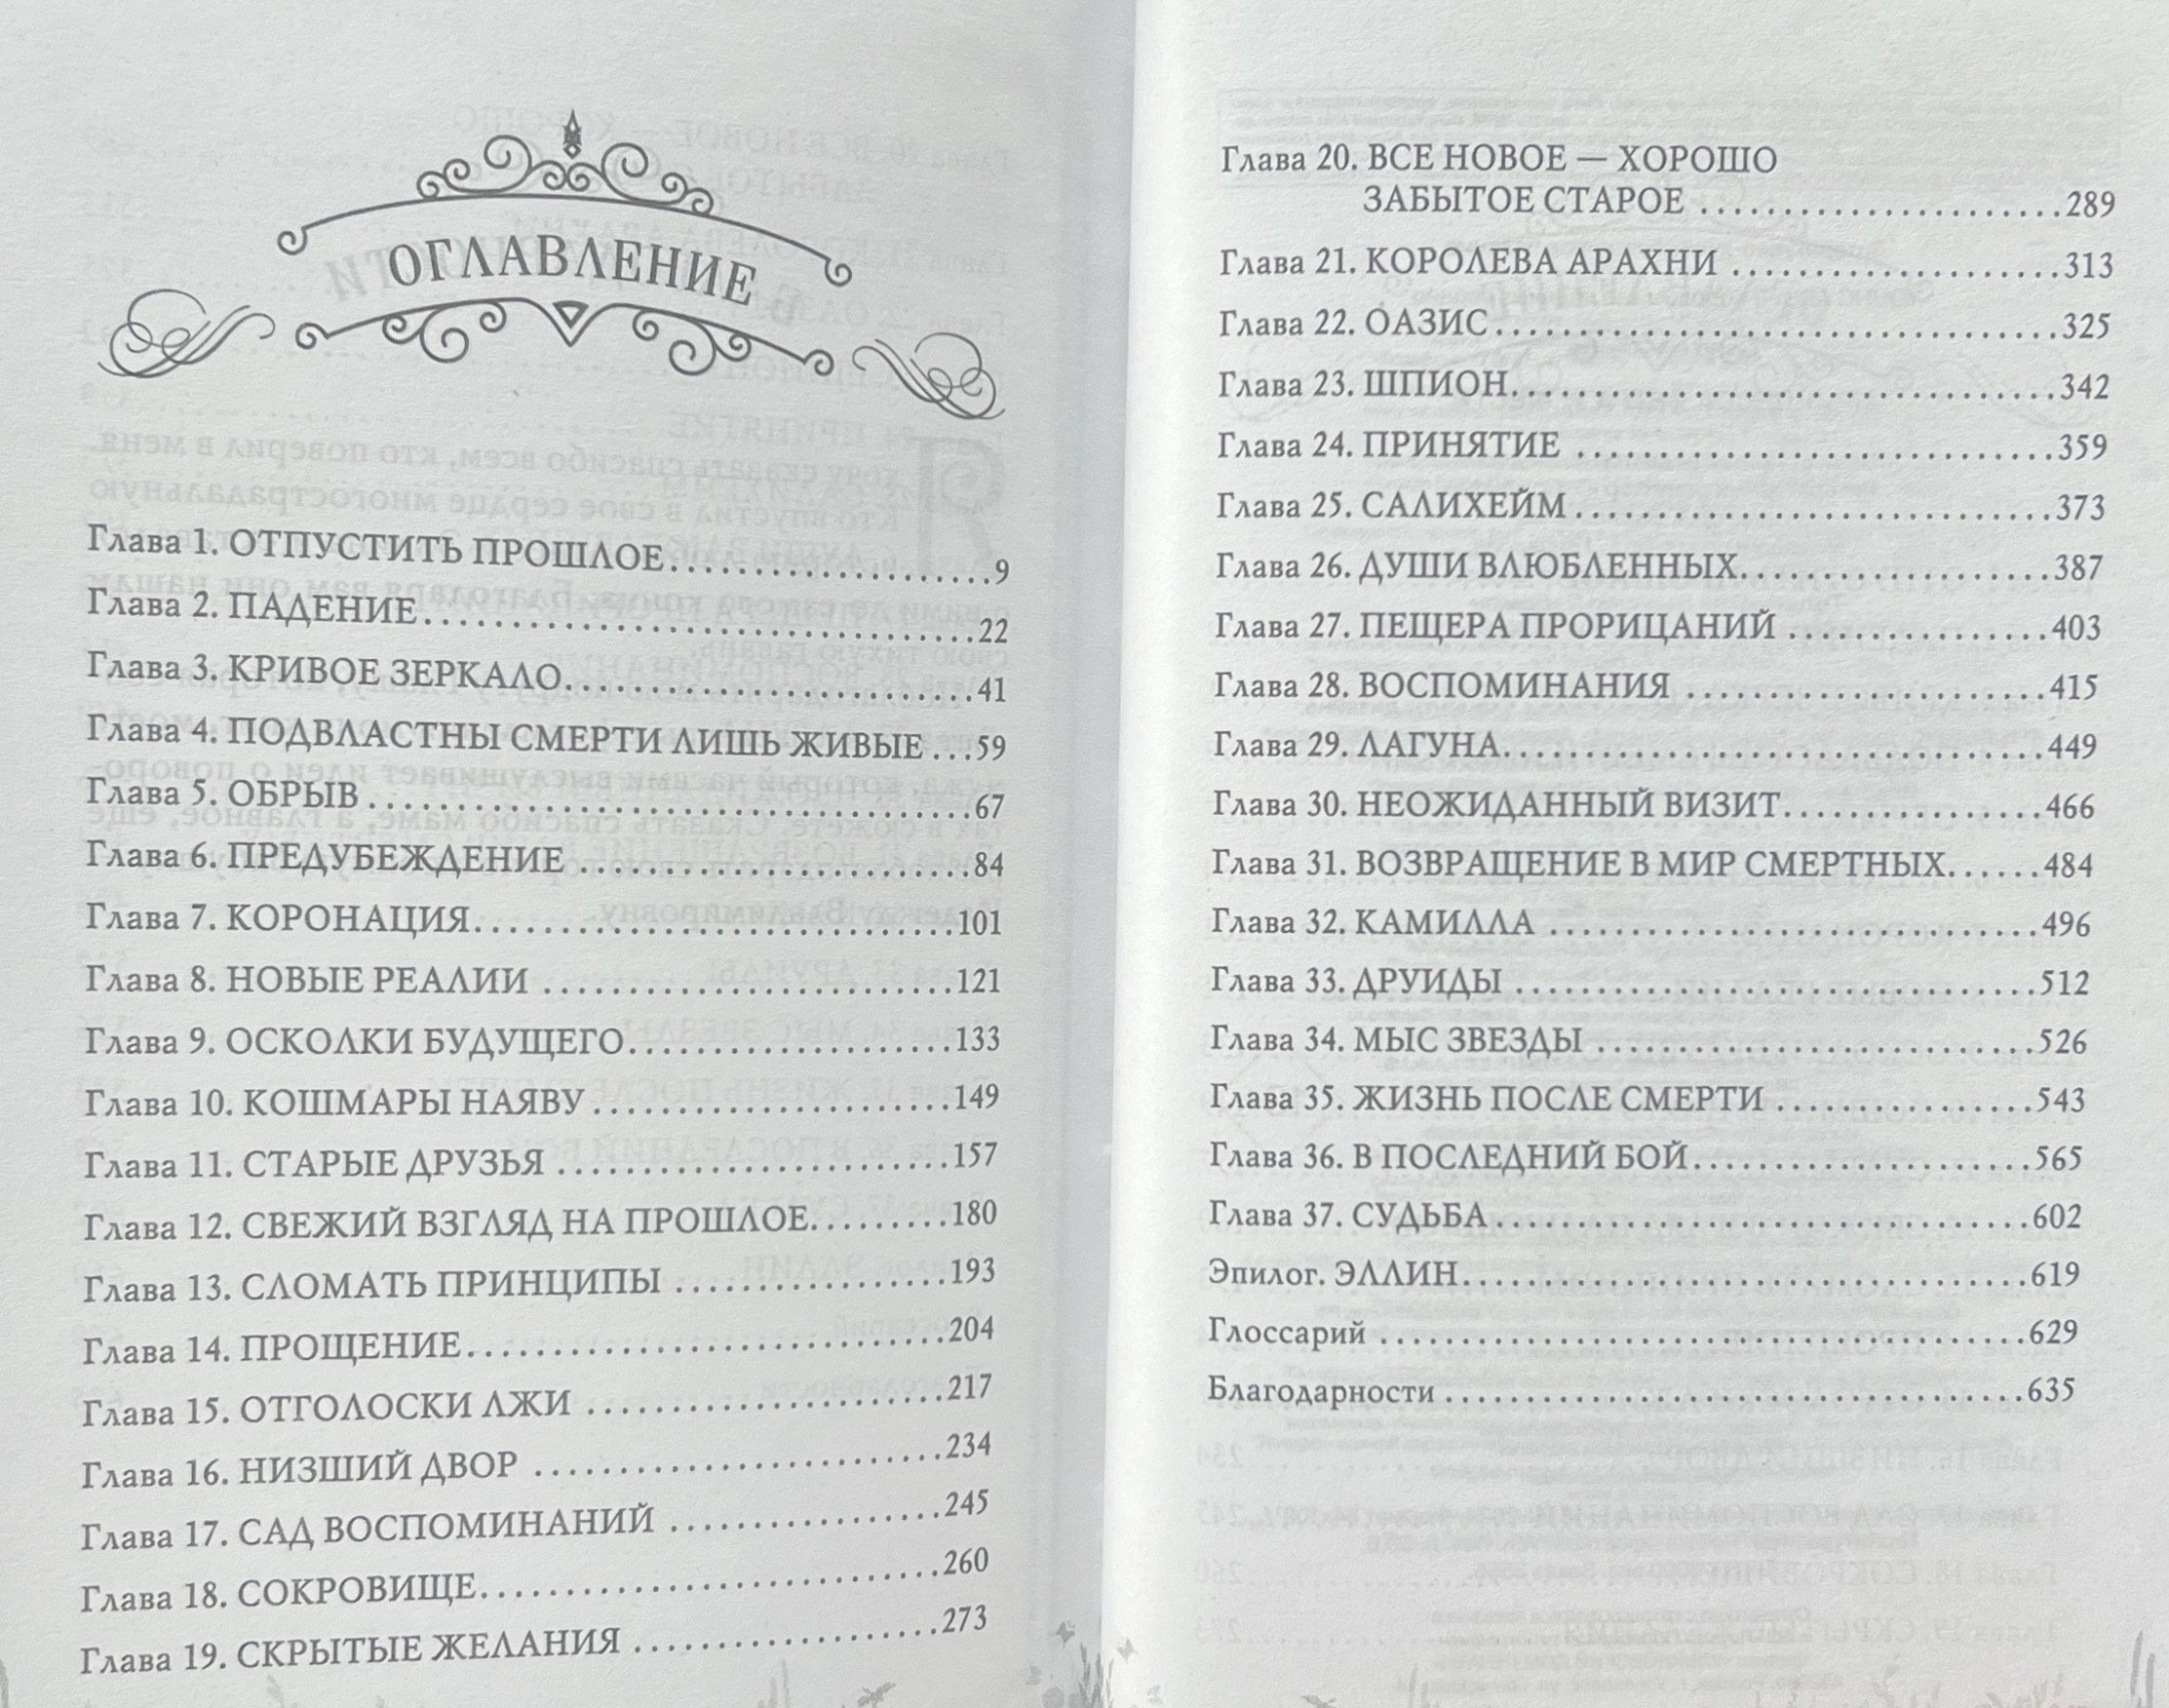 ОГЛАВЛЕНИЕ
Глава 1. ОТПУСТИТЬ ПРОШЛОЕ....................9
Глава 2. ПАДЕНИЕ..................................22
Глава 3. КРИВОЕ ЗЕРКАЛО.........................41
Глава 4. ПОДВЛАСТНЫ СМЕРТИ ЛИШЬ ЖИВЫЕ ...59
Глава 5. ОБРЫВ .....................................67
Глава 6. ПРЕДУБЕЖДЕНИЕ ........................84
Глава 7. КОРОНАЦИЯ..............................101
Глава 8. НОВЫЕ РЕАЛИИ .........................121
Глава 9. ОСКОЛКИ БУДУЩЕГО....................133
Глава 10. КОШМАРЫ НАЯВУ......................149
Глава 11. СТАРЫЕ ДРУЗЬЯ ........................157
Глава 12. СВЕЖИЙ ВЗГЛЯД НА ПРОШЛОЕ.........180
Глава 13. СЛОМАТЬ ПРИНЦИПЫ .................193
Глава 14. ПРОЩЕНИЕ..............................204
Глава 15. ОТГОЛОСКИ ЛЖИ ......................217
Глава 16. НИЗШИЙ ДВОР .........................234
Глава 17. САД ВОСПОМИНАНИЙ .................245
Глава 18. СОКРОВИЩЕ.............................260
Глава 19. СКРЫТЫЕ ЖЕЛАНИЯ ...................273
Глава 20. ВСЕ НОВОЕ — ХОРОШО
ЗАБЫТОЕ СТАРОЕ ......................289
Глава 21. КОРОЛЕВА АРАХНИ ....................313
Глава 22. ОАЗИС...................................325
Глава 23. ШПИОН..................................342
Глава 24. ПРИНЯТИЕ .............................359
Глава 25. САЛИХЕЙМ.............................373
Глава 26. ДУШИ ВЛЮБЛЕННЫХ...................387
Глава 27. ПЕЩЕРА ПРОРИЦАНИЙ ................403
Глава 28. ВОСПОМИНАНИЯ ......................415
Глава 29. ЛАГУНА.................................449
Глава 30. НЕОЖИДАННЫЙ ВИЗИТ................466
Глава 31. ВОЗВРАЩЕНИЕ В МИР СМЕРТНЫХ......484
Глава 32. КАМИЛЛА ..............................496
Глава 33. ДРУИДЫ ................................512
Глава 34. МЫС ЗВЕЗДЫ ...........................526
Глава 35. ЖИЗНЬ ПОСЛЕ СМЕРТИ ................543
Глава 36. В ПОСЛЕДНИЙ БОЙ.....................565
Глава 37. СУДЬБА.................................602
Эпилог. ЭЛЛИН...................................619
Глоссарий ........................................629
Благодарности ....................................635